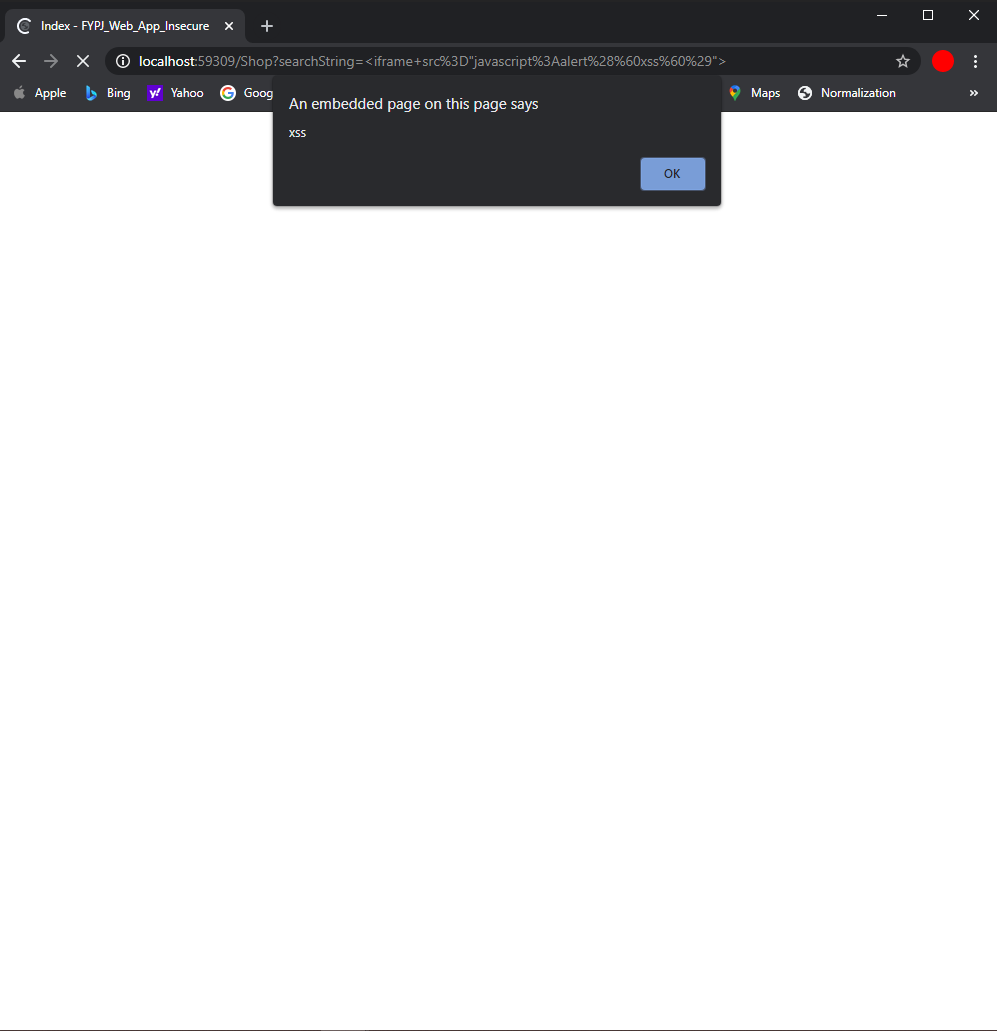 Index - FYPJ_Web_App_Insecure
localhost:59309/Shop?searchString=<iframe+src%3D"javascript%3Aalert%28%60xss%60%29">
Apple Bing y! Yahoo G Goog Maps Normalization »
An embedded page on this page says
xss
OK